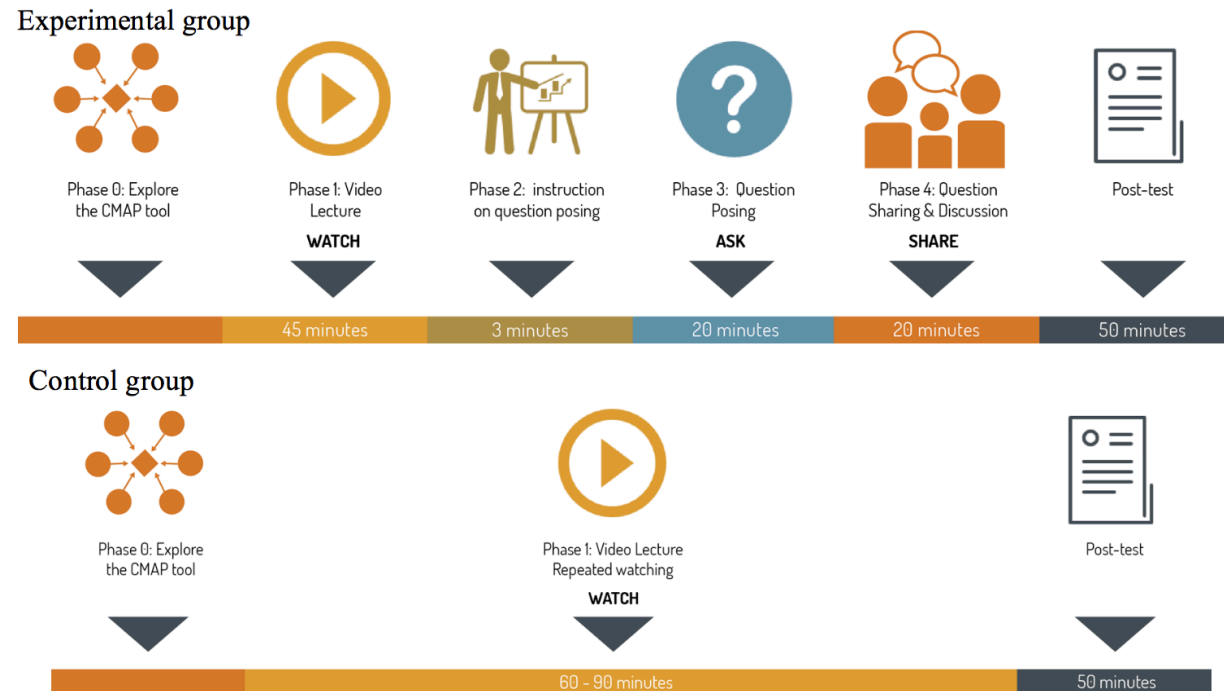 Experimental group
Phase 0: Explore
the CMAP tool
Phase 1: Video
Lecture
WATCH
Phase 2: instruction
on question posing
Phase 3: Question
Posing
ASK
Phase 4: Question
Sharing & Discussion
SHARE
Post-test
45 minutes
3 minutes
20 minutes
20 minutes
50 minutes
Control group
Phase 0: Explore
the CMAP tool
Phase 1: Video Lecture
Repeated watching
WATCH
Post-test
60 - 90 minutes
50 minutes